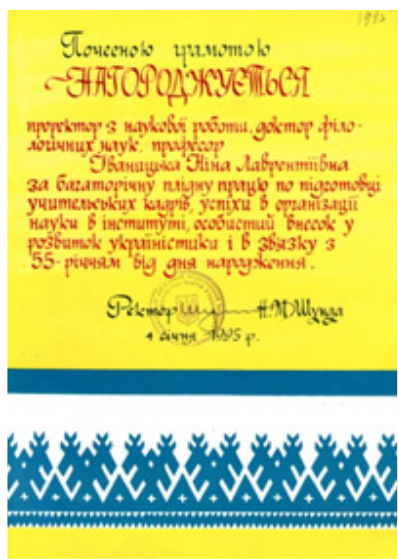 1995
Почесною грамотою
НАГОРОДЖУЄТЬСЯ
проректор з наукової роботи, доктор філо-
логічних наук, професор
Іваницька Ніна Лаврентіївна
за багаторічну плідну працю по підготовці
учительських кадрів, успіхи в організації
науки в інституті, особистий внесок у
розвиток україністики і в звязку з
55-річчям від дня народження.
Ректор Н.М.Шунда
4 січня 1995 р.